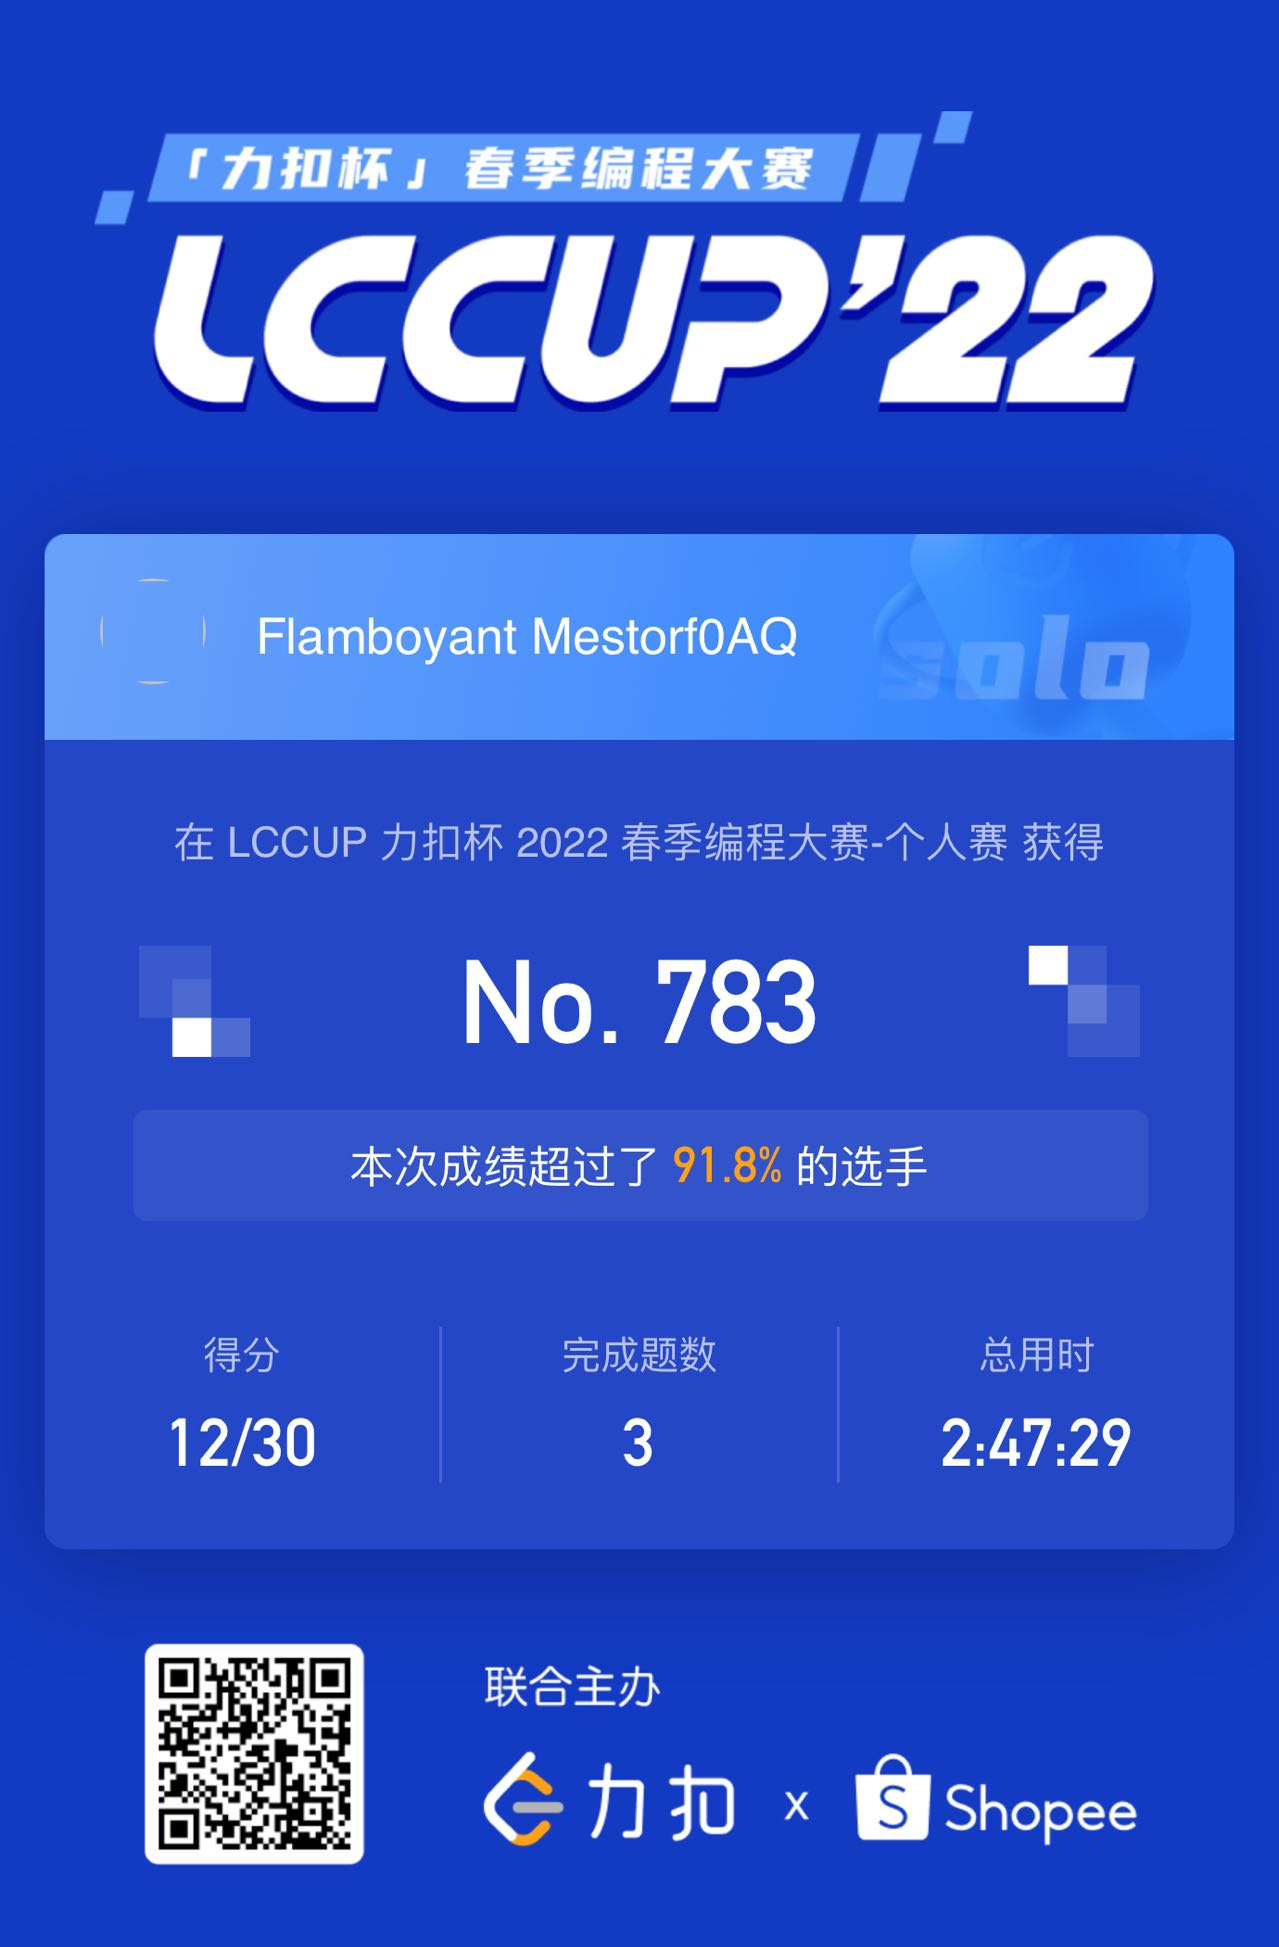 「力扣杯」春季编程大赛
LCCUP'22
Flamboyant Mestorf0AQ
solo
在 LCCUP 力扣杯 2022 春季编程大赛-个人赛 获得
No. 783
本次成绩超过了 91.8% 的选手
得分
完成题数
总用时
12/30
3
2:47:29
联合主办
力扣 x Shopee